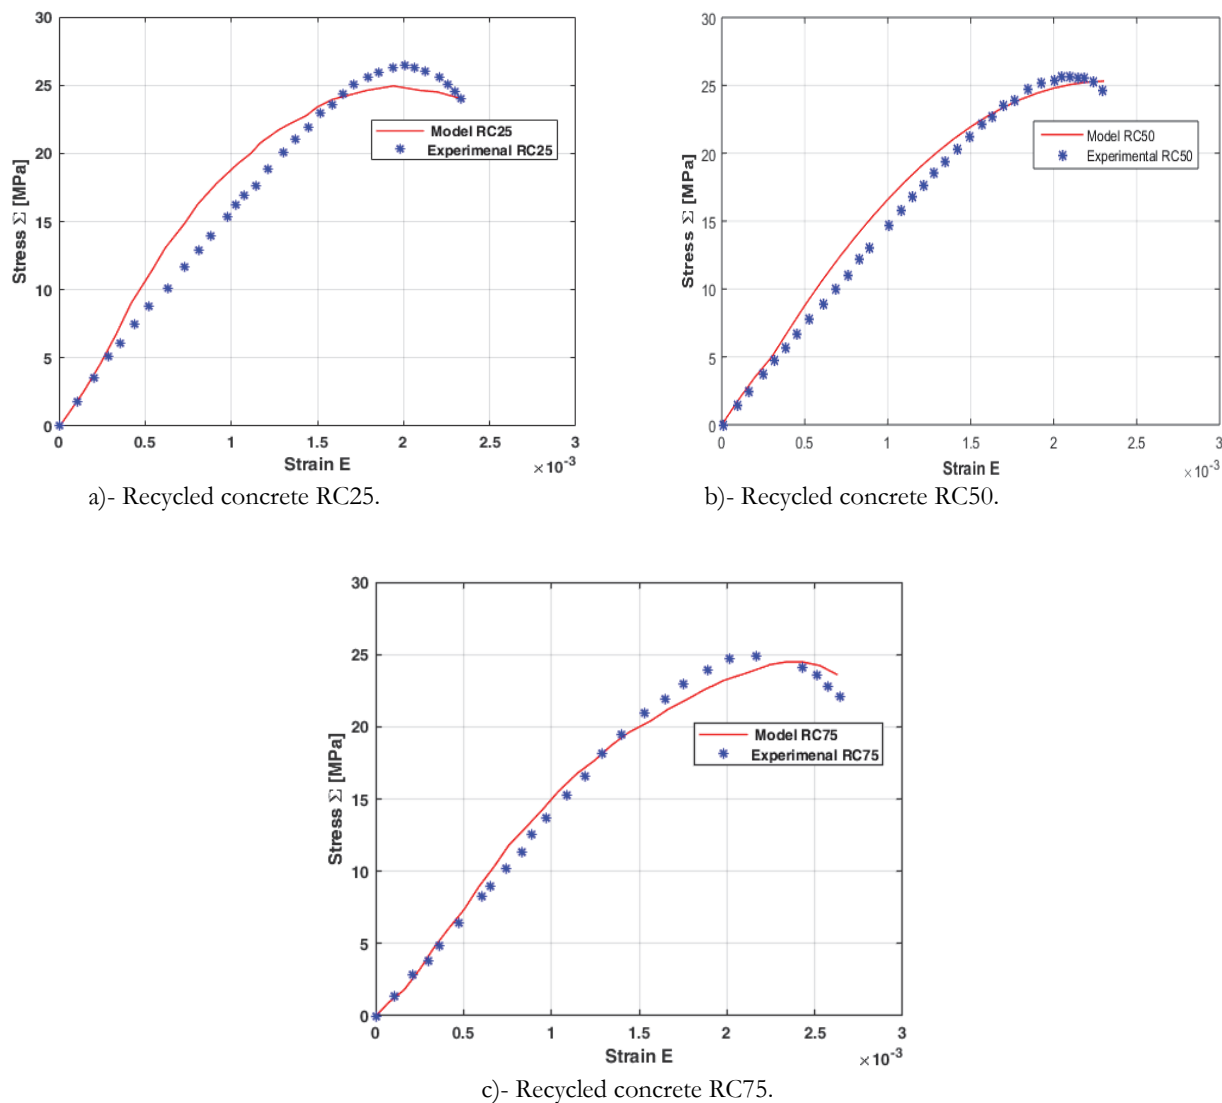 30
25
20
15
10
5
0
Stress Σ [MPa]
Model RC25
Experimenal RC25
0 0.5 1 1.5 2 2.5 3
Strain E
×10-3
a)- Recycled concrete RC25.
30
25
20
15
10
5
0
Stress Σ [MPa]
Model RC50
Experimental RC50
0 0.5 1 1.5 2 2.5 3
Strain E
×10-3
b)- Recycled concrete RC50.
30
25
20
15
10
5
0
Stress Σ [MPa]
Model RC75
Experimenal RC75
0 0.5 1 1.5 2 2.5 3
Strain E
×10-3
c)- Recycled concrete RC75.